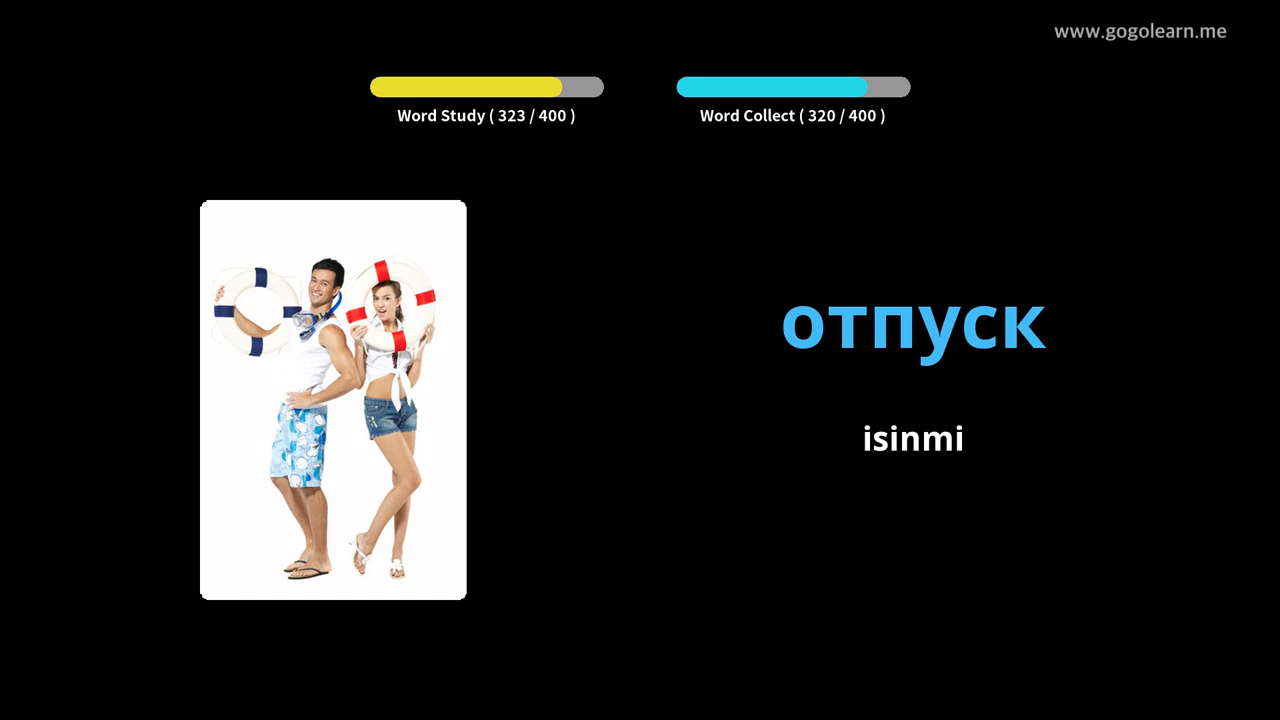 www.gogolearn.me
Word Study ( 323 / 400 )
Word Collect ( 320 / 400 )
отпуск
isinmi